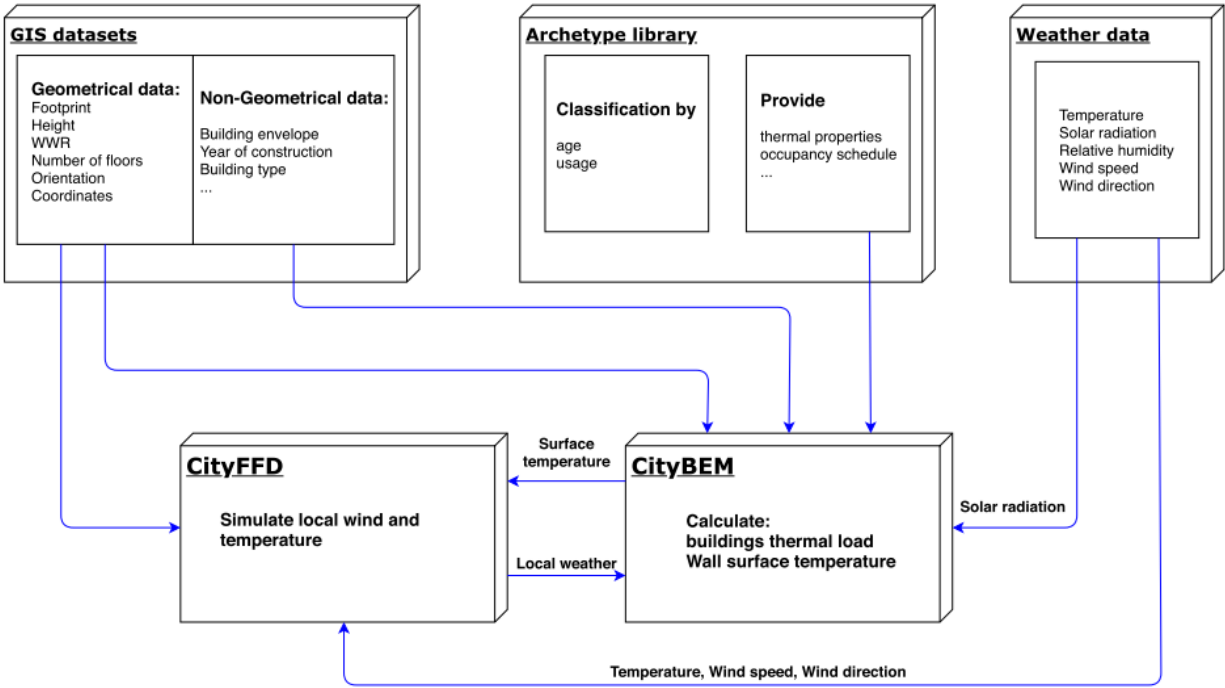 GIS datasets
Geometrical data:
Footprint
Height
WWR
Number of floors
Orientation
Coordinates
Non-Geometrical data:
Building envelope
Year of construction
Building type
...
Archetype library
Classification by
age
usage
Provide
thermal properties
occupancy schedule
...
Weather data
Temperature
Solar radiation
Relative humidity
Wind speed
Wind direction
CityFFD
Simulate local wind and
temperature
Surface
temperature
Local weather
CityBEM
Calculate:
buildings thermal load
Wall surface temperature
Solar radiation
Temperature, Wind speed, Wind direction